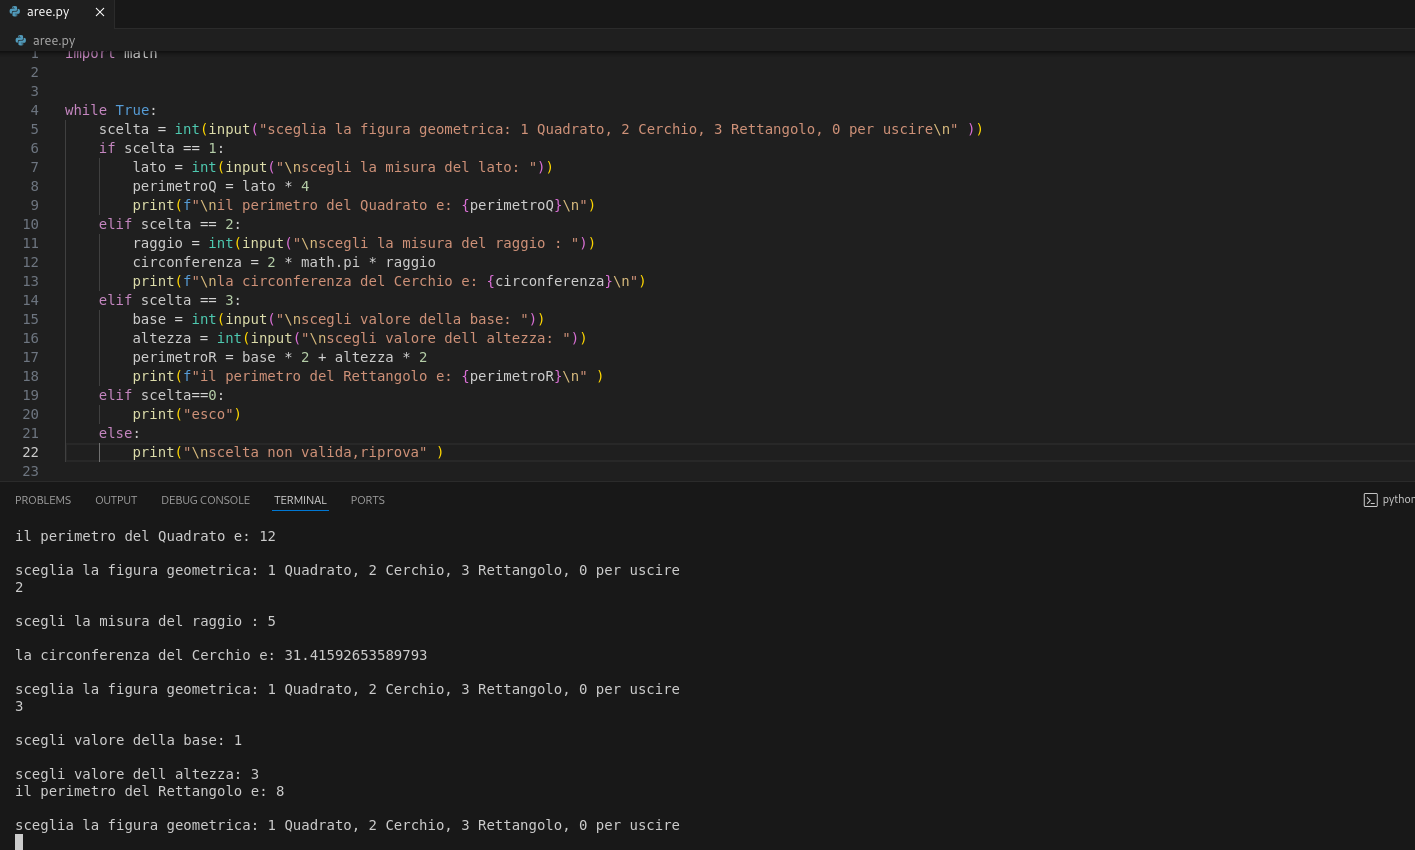 aree.py
aree.py
1 import math
2
3
4 while True:
5 scelta = int(input("sceglia la figura geometrica: 1 Quadrato, 2 Cerchio, 3 Rettangolo, 0 per uscire\n" ))
6 if scelta == 1:
7 lato = int(input("\nscegli la misura del lato: "))
8 perimetroQ = lato * 4
9 print(f"\nil perimetro del Quadrato e: {perimetroQ}\n")
10 elif scelta == 2:
11 raggio = int(input("\nscegli la misura del raggio : "))
12 circonferenza = 2 * math.pi * raggio
13 print(f"\nla circonferenza del Cerchio e: {circonferenza}\n")
14 elif scelta == 3:
15 base = int(input("\nscegli valore della base: "))
16 altezza = int(input("\nscegli valore dell altezza: "))
17 perimetroR = base * 2 + altezza * 2
18 print(f"il perimetro del Rettangolo e: {perimetroR}\n" )
19 elif scelta==0:
20 print("esco")
21 else:
22 print("\nscelta non valida,riprova" )
23
PROBLEMS OUTPUT DEBUG CONSOLE TERMINAL PORTS python
il perimetro del Quadrato e: 12
sceglia la figura geometrica: 1 Quadrato, 2 Cerchio, 3 Rettangolo, 0 per uscire
2
scegli la misura del raggio : 5
la circonferenza del Cerchio e: 31.41592653589793
sceglia la figura geometrica: 1 Quadrato, 2 Cerchio, 3 Rettangolo, 0 per uscire
3
scegli valore della base: 1
scegli valore dell altezza: 3
il perimetro del Rettangolo e: 8
sceglia la figura geometrica: 1 Quadrato, 2 Cerchio, 3 Rettangolo, 0 per uscire